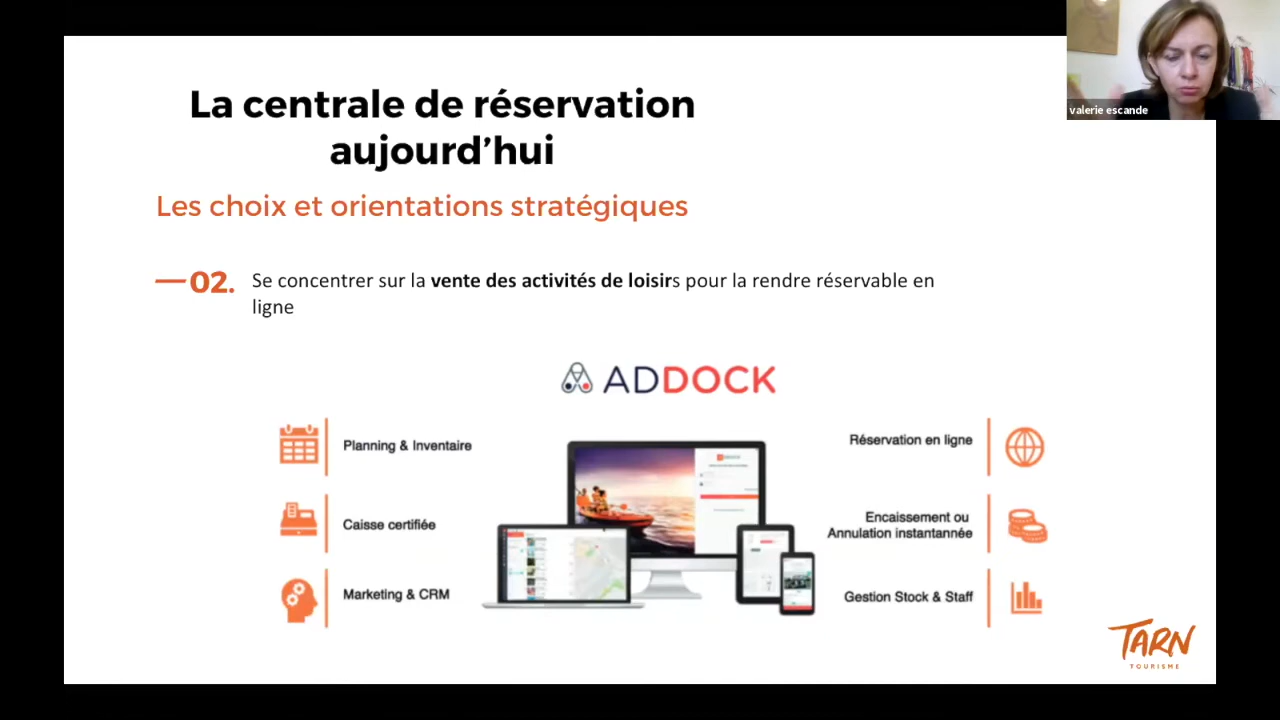 valerie escande
La centrale de réservation
aujourd’hui
Les choix et orientations stratégiques
02.
Se concentrer sur la vente des activités de loisirs pour la rendre réservable en
ligne
ADDOCK
Planning & Inventaire
Caisse certifiée
Marketing & CRM
Réservation en ligne
Encaissement ou
Annulation instantannée
Gestion Stock & Staff
TARN
TOURISME